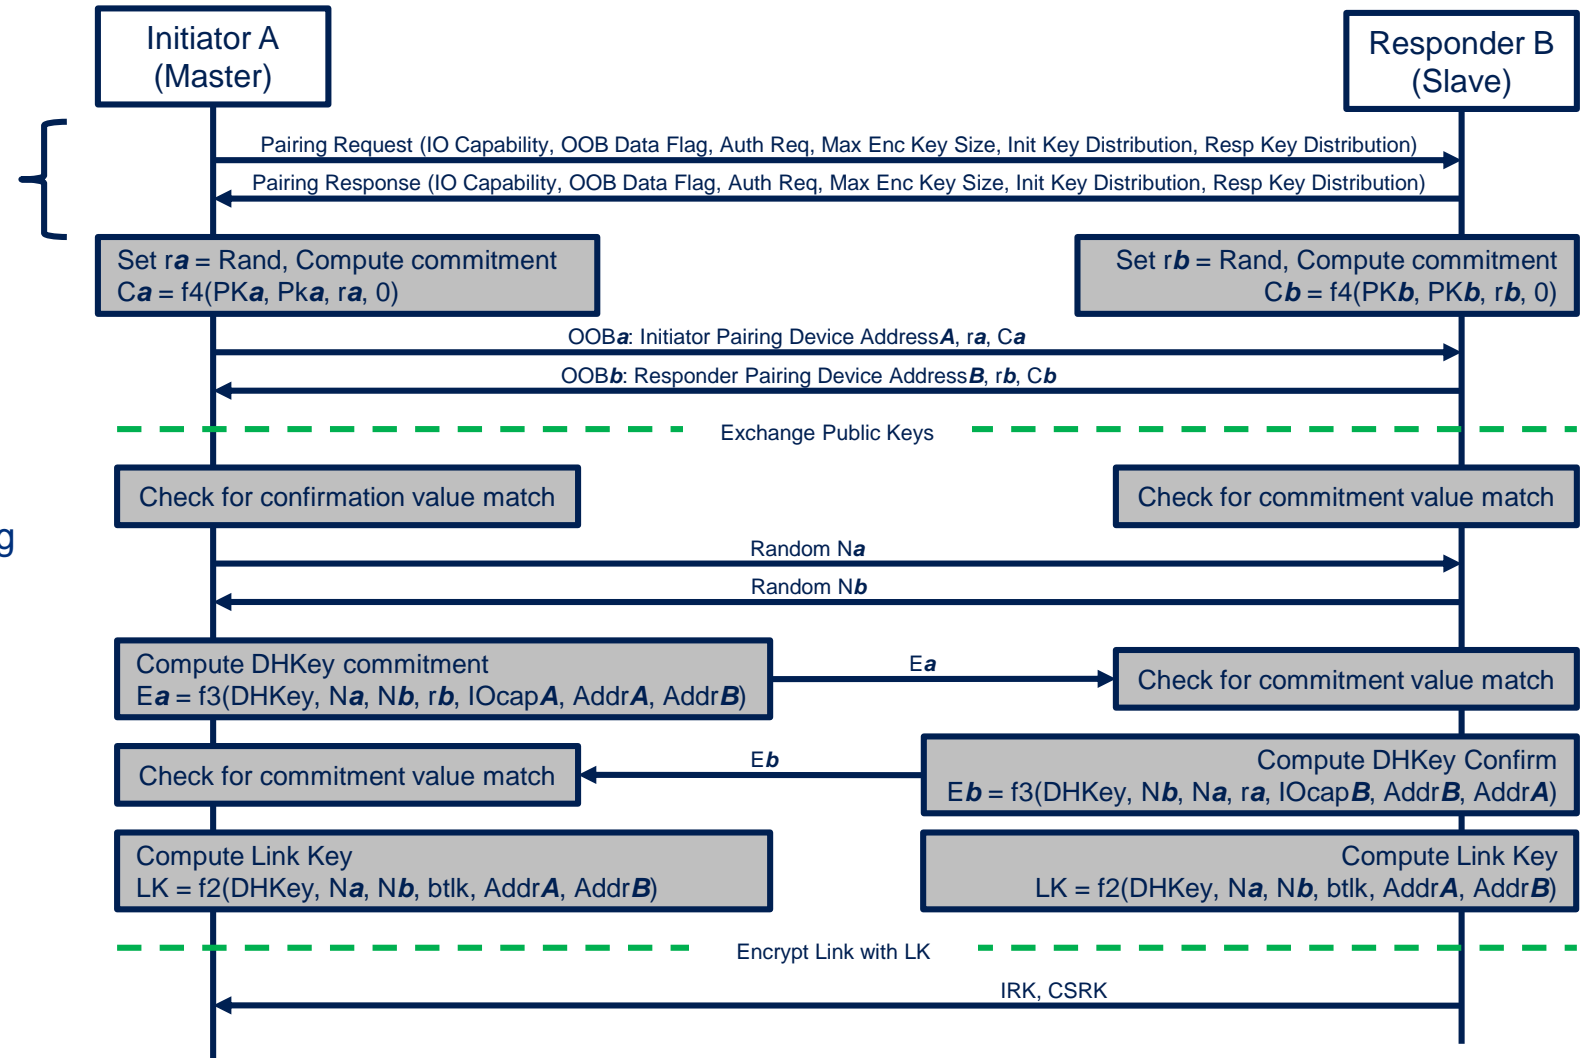 Initiator A
(Master)
Responder B
(Slave)
Pairing Request (IO Capability, OOB Data Flag, Auth Req, Max Enc Key Size, Init Key Distribution, Resp Key Distribution)
Pairing Response (IO Capability, OOB Data Flag, Auth Req, Max Enc Key Size, Init Key Distribution, Resp Key Distribution)
Set ra = Rand, Compute commitment
Ca = f4(PKa, Pka, ra, 0)
Set rb = Rand, Compute commitment
Cb = f4(PKb, PKb, rb, 0)
OOBa: Initiator Pairing Device AddressA, ra, Ca
OOBb: Responder Pairing Device AddressB, rb, Cb
Exchange Public Keys
Check for confirmation value match
Check for commitment value match
g
Random Na
Random Nb
Compute DHKey commitment
Ea = f3(DHKey, Na, Nb, rb, IOcapA, AddrA, AddrB)
Ea
Check for commitment value match
Check for commitment value match
Eb
Compute DHKey Confirm
Eb = f3(DHKey, Nb, Na, ra, IOcapB, AddrB, AddrA)
Compute Link Key
LK = f2(DHKey, Na, Nb, btlk, AddrA, AddrB)
Compute Link Key
LK = f2(DHKey, Na, Nb, btlk, AddrA, AddrB)
Encrypt Link with LK
IRK, CSRK